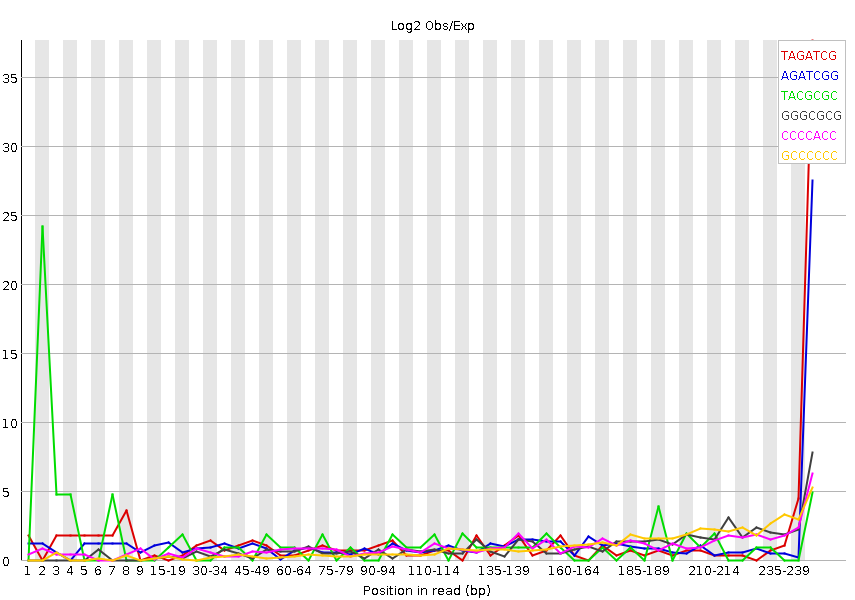 Log2 Obs/Exp
35
30
25
20
15
10
5
0
TAGATCG
AGATCGG
TACGCGC
GGGCGCG
CCCCACC
GCCCCCC
1 2 3 4 5 6 7 8 9 15-19 30-34 45-49 60-64 75-79 90-94 110-114 135-139 160-164 185-189 210-214 235-239
Position in read (bp)